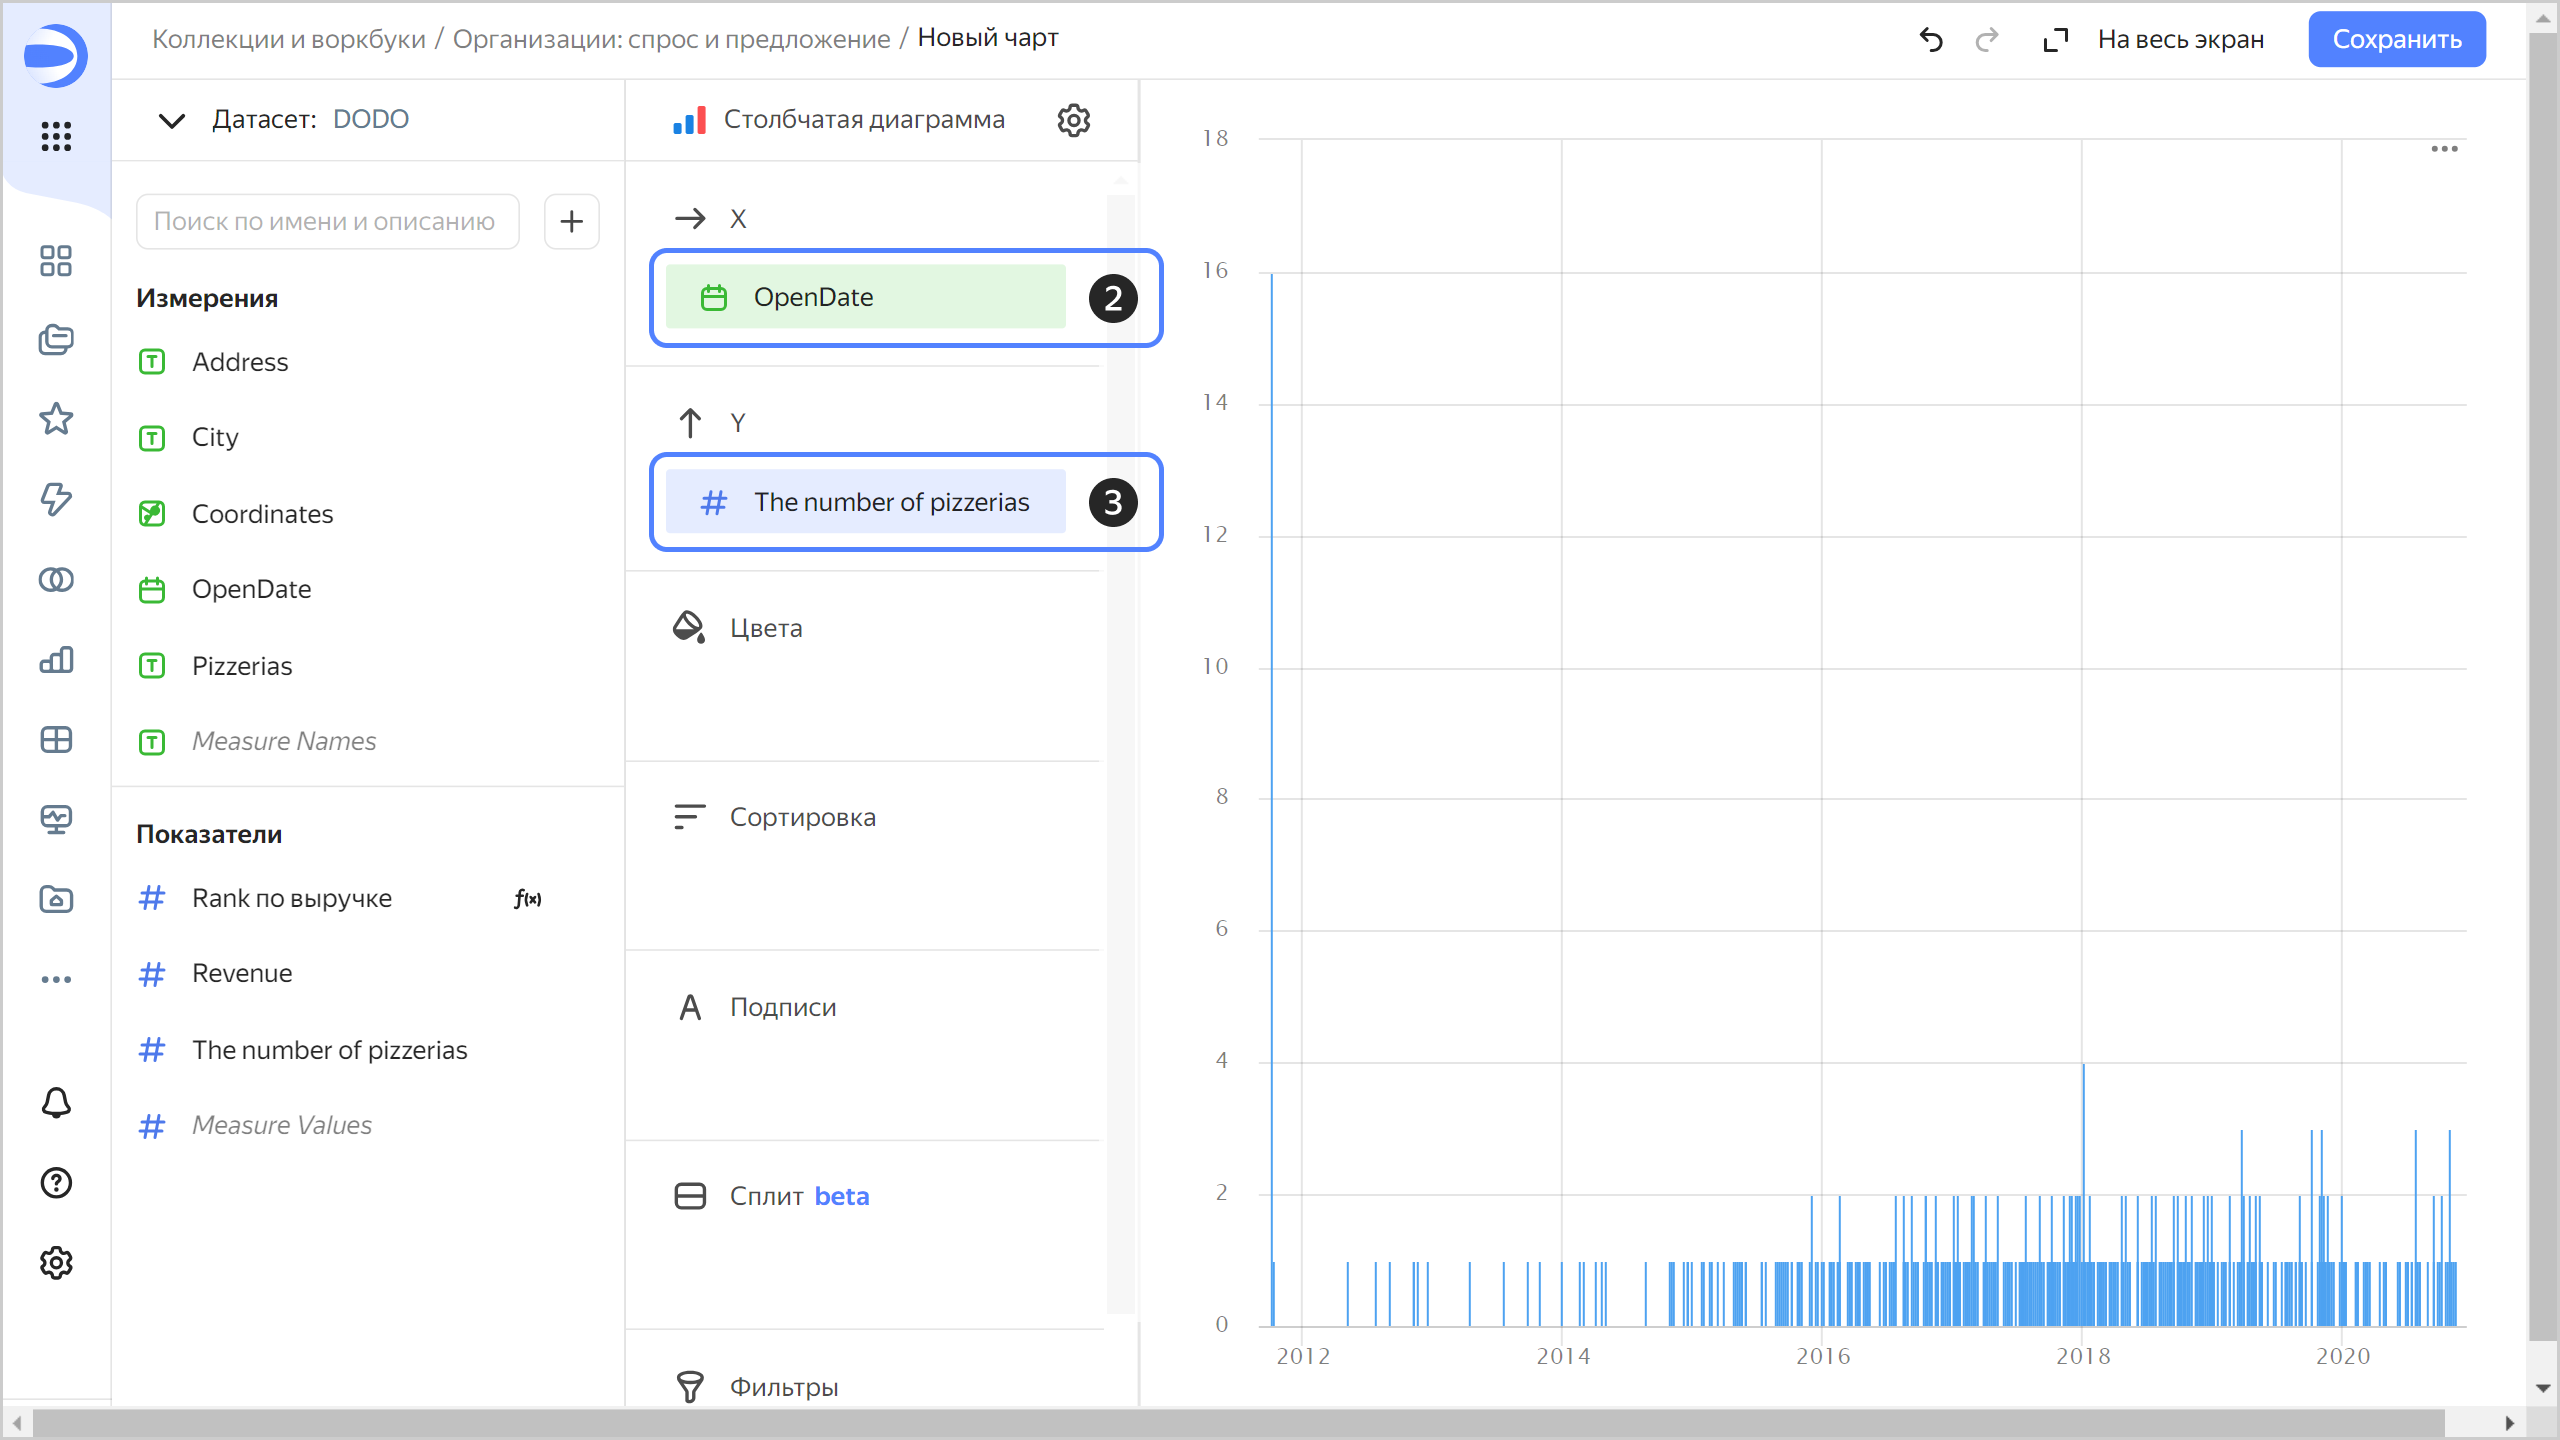 Коллекции и воркбуки / Организации: спрос и предложение / Новый чарт
На весь экран
Сохранить
Датасет: DODO
Поиск по имени и описанию
Измерения
Address
City
Coordinates
OpenDate
Pizzerias
Measure Names
Показатели
Rank по выручке f(x)
Revenue
The number of pizzerias
Measure Values
Столбчатая диаграмма
X
OpenDate 2
Y
The number of pizzerias 3
Цвета
Сортировка
Подписи
Сплит beta
Фильтры
18
16
14
12
10
8
6
4
2
0
2012 2014 2016 2018 2020